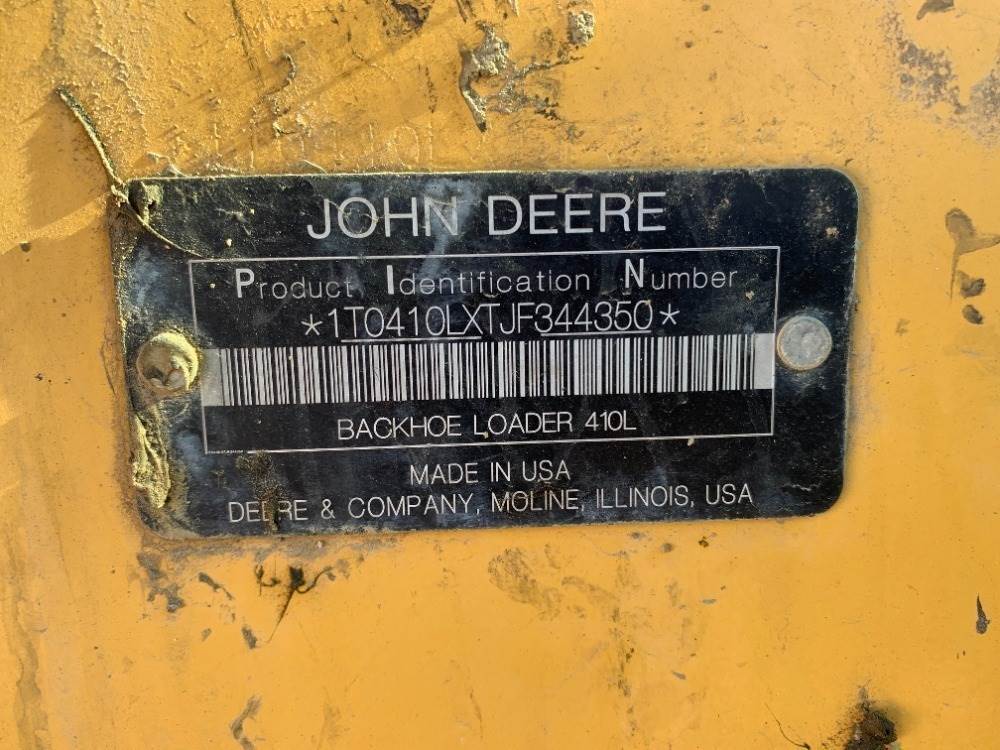 JOHN DEERE
Product Identification Number
*1T0410LXTJF344350*
BACKHOE LOADER 410L
MADE IN USA
DEERE & COMPANY, MOLINE, ILLINOIS, USA